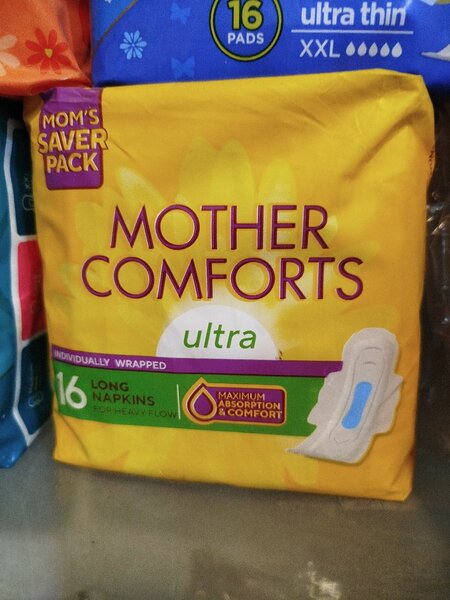 16
PADS
ultra thin
XXL
MOM'S
SAVER
PACK
MOTHER
COMFORTS
ultra
INDIVIDUALLY WRAPPED
16 LONG
NAPKINS
FOR HEAVY FLOW
MAXIMUM
ABSORPTION
& COMFORT